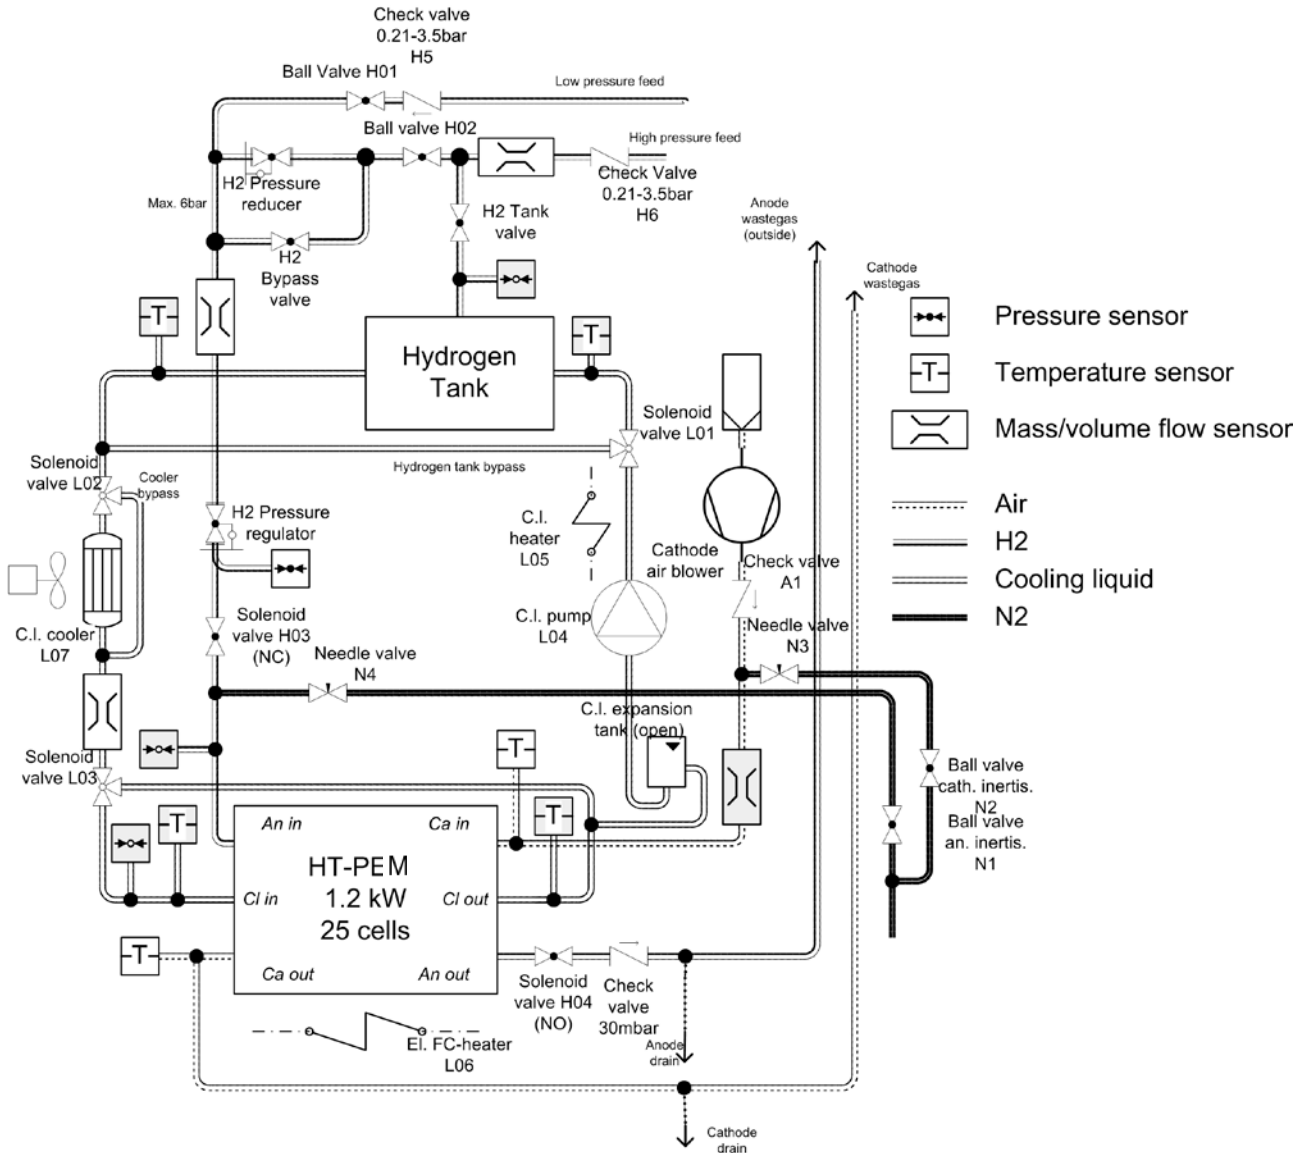 Check valve
0.21-3.5bar
H5
Ball Valve H01
Low pressure feed
Ball valve H02
High pressure feed
H2 Pressure
reducer
Check Valve
0.21-3.5bar
H6
Max. 6bar
H2 Tank
valve
Anode
wastegas
(outside)
H2
Bypass
valve
Cathode
wastegas
T
T
Hydrogen
Tank
Pressure sensor
T
Temperature sensor
Mass/volume flow sensor
Solenoid
valve L01
Solenoid
valve L02
Cooler
bypass
Hydrogen tank bypass
H2 Pressure
regulator
C.l.
heater
L05
Cathode
air blower
Check valve
A1
Air
H2
Cooling liquid
N2
C.l. cooler
L07
Solenoid
valve H03
(NC)
C.l. pump
L04
Needle valve
N3
Needle valve
N4
C.l. expansion
tank (open)
Solenoid
valve L03
T
Ball valve
cath. inertis.
N2
Ball valve
an. inertis.
N1
T
T
An in
Ca in
HT-PEM
1.2 kW
25 cells
Cl in
Cl out
T
Ca out
An out
Solenoid
valve H04
(NO)
Check
valve
30mbar
El. FC-heater
L06
Anode
drain
Cathode
drain